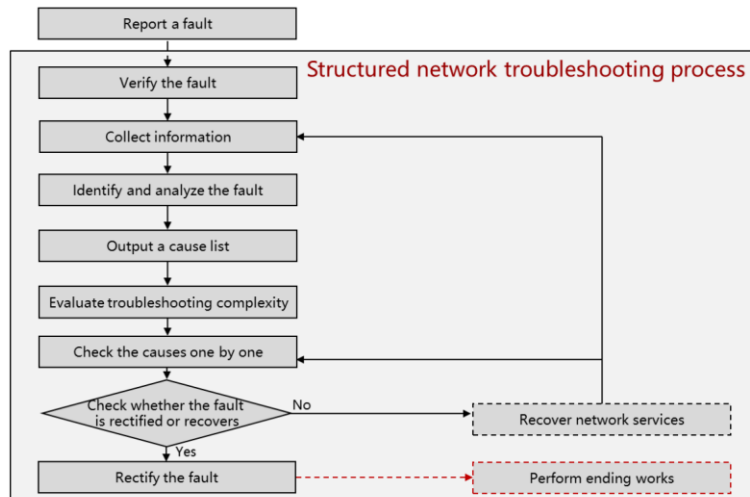 Report a fault
Structured network troubleshooting process
Verify the fault
Collect information
Identify and analyze the fault
Output a cause list
Evaluate troubleshooting complexity
Check the causes one by one
Check whether the fault
is rectified or recovers
No
Recover network services
Yes
Rectify the fault
Perform ending works